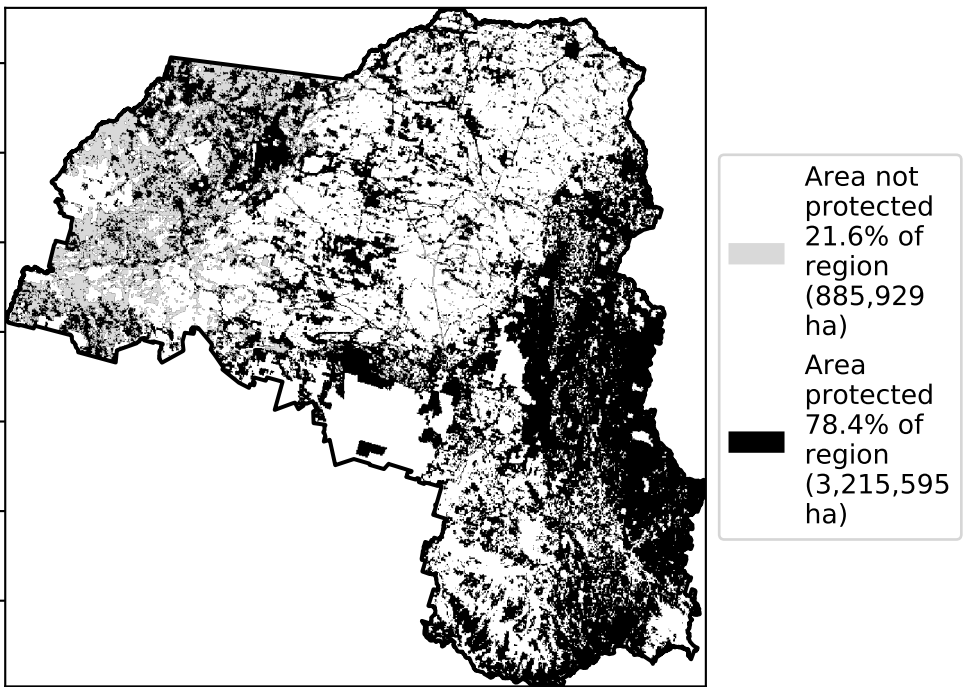 Area not
protected
21.6% of
region
(885,929
ha)
Area
protected
78.4% of
region
(3,215,595
ha)